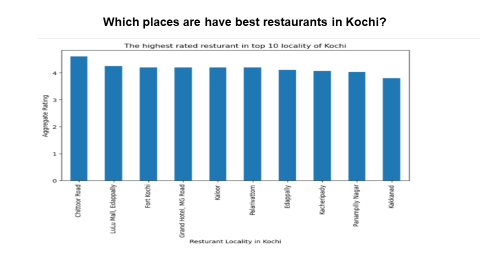 Which places are have best restaurants in Kochi?
The highest rated resturant in top 10 locality of Kochi
Aggregate Rating
4
3
2
1
0
Chittoor Road
LuLu Mall, Edappally
Fort Kochi
Grand Hotel, MG Road
Kaloor
Palarivattom
Edappally
Kacheripady
Panampilly Nagar
Kakkanad
Resturant Locality in Kochi